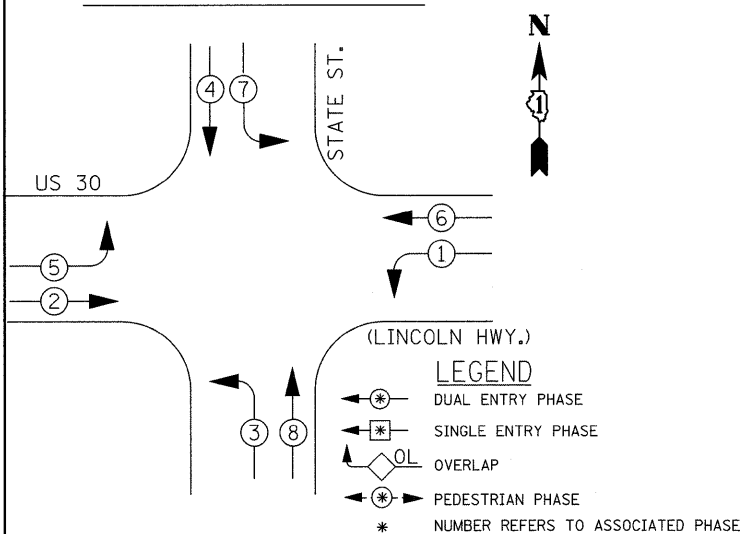 N
1
4
7
STATE ST.
US 30
6
1
5
2
(LINCOLN HWY.)
3
8
LEGEND
* DUAL ENTRY PHASE
* SINGLE ENTRY PHASE
OL OVERLAP
* PEDESTRIAN PHASE
* NUMBER REFERS TO ASSOCIATED PHASE